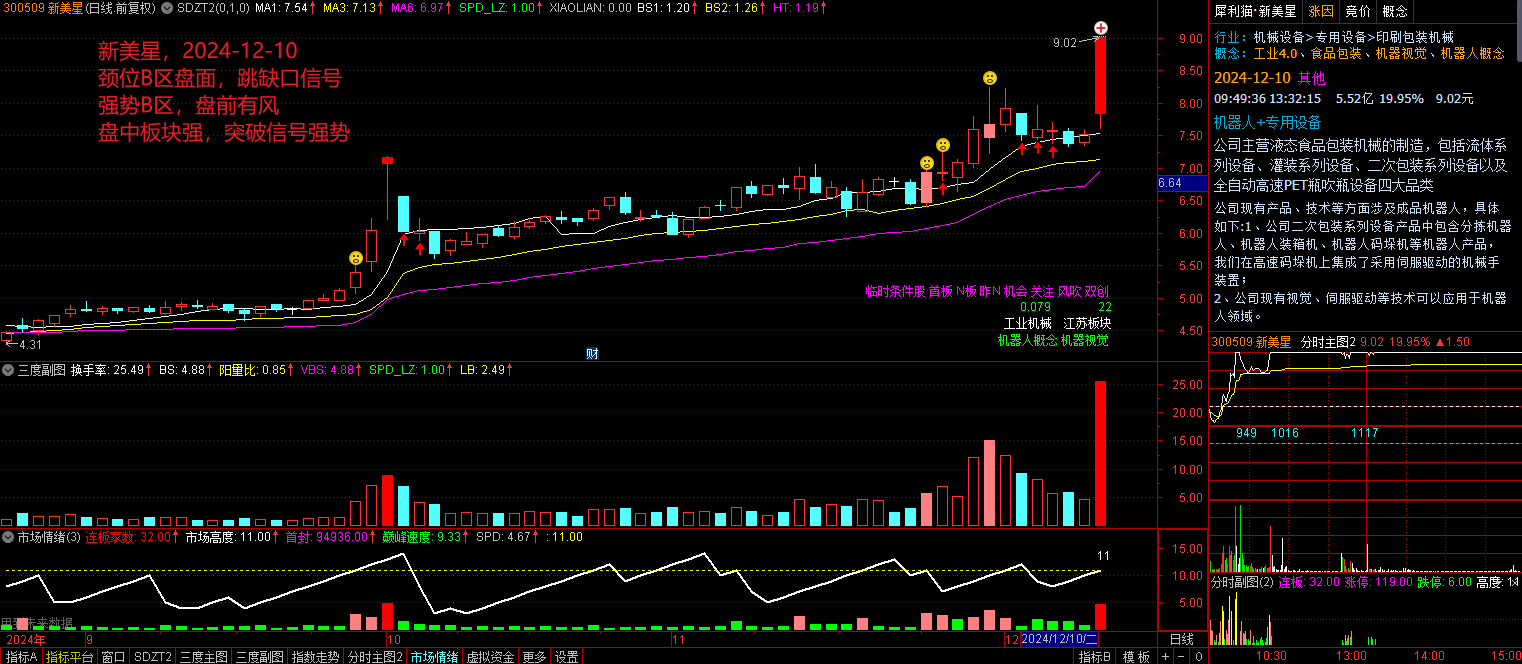 300509 新美星(日线,前复权) SDZT2(0,1,0) MA1: 7.54↑ MA3: 7.13↑ MA6: 6.97↑ SPD_LZ: 1.00↑ XIAOLIAN: 0.00 BS1: 1.20↑ BS2: 1.26↑ HT: 1.19↑
新美星，2024-12-10
颈位B区盘面，跳缺口信号
强势B区，盘前有风
盘中板块强，突破信号强势
9.02
4.31
财
临时条件股 首板 N板 昨N 机会 关注 风吹 双创
0.079 22
工业机械 江苏板块
机器人概念 机器视觉
9.00
8.50
8.00
7.50
7.00
6.64
6.50
6.00
5.50
5.00
4.50
三度副图 换手率: 25.49↑ BS: 4.88↑ 阳量比: 0.85↑ VBS: 4.88↑ SPD_LZ: 1.00↑ LB: 2.49↑
25.00
20.00
15.00
10.00
5.00
市场情绪(3) 连板家数: 32.00↑ 市场高度: 11.00↑ 首封: 94936.00↑ 巅峰速度: 9.33↑ SPD: 4.67↑ : 11.00
11
15.00
10.00
5.00
用到未来数据
2024年 9 10 11 12 2024/12/10/二 日线
指标A 指标平台 窗口 SDZT2 三度主图 三度副图 指数走势 分时主图2 市场情绪 虚拟资金 更多 设置 指标B 模板 + - 0
犀利猫·新美星 涨因 竞价 概念
行业: 机械设备>专用设备>印刷包装机械
概念: 工业4.0、食品包装、机器视觉、机器人概念
2024-12-10 其他
09:49:36 13:32:15 5.52亿 19.95% 9.02元
机器人+专用设备
公司主营液态食品包装机械的制造，包括流体系
列设备、灌装系列设备、二次包装系列设备以及
全自动高速PET瓶吹瓶设备四大品类
公司现有产品、技术等方面涉及成品机器人，具体
如下:1、公司二次包装系列设备产品中包含分拣机器
人、机器人装箱机、机器人码垛机等机器人产品，
我们在高速码垛机上集成了采用伺服驱动的机械手
装置；
2、公司现有视觉、伺服驱动等技术可以应用于机器
人领域。
300509 新美星 分时主图2 9.02 19.95% ▲1.50
949 1016 1117
分时副图(2) 连板: 32.00 涨停: 119.00 跌停: 6.00 高度: 14
10:30 13:00 14:00 15:00